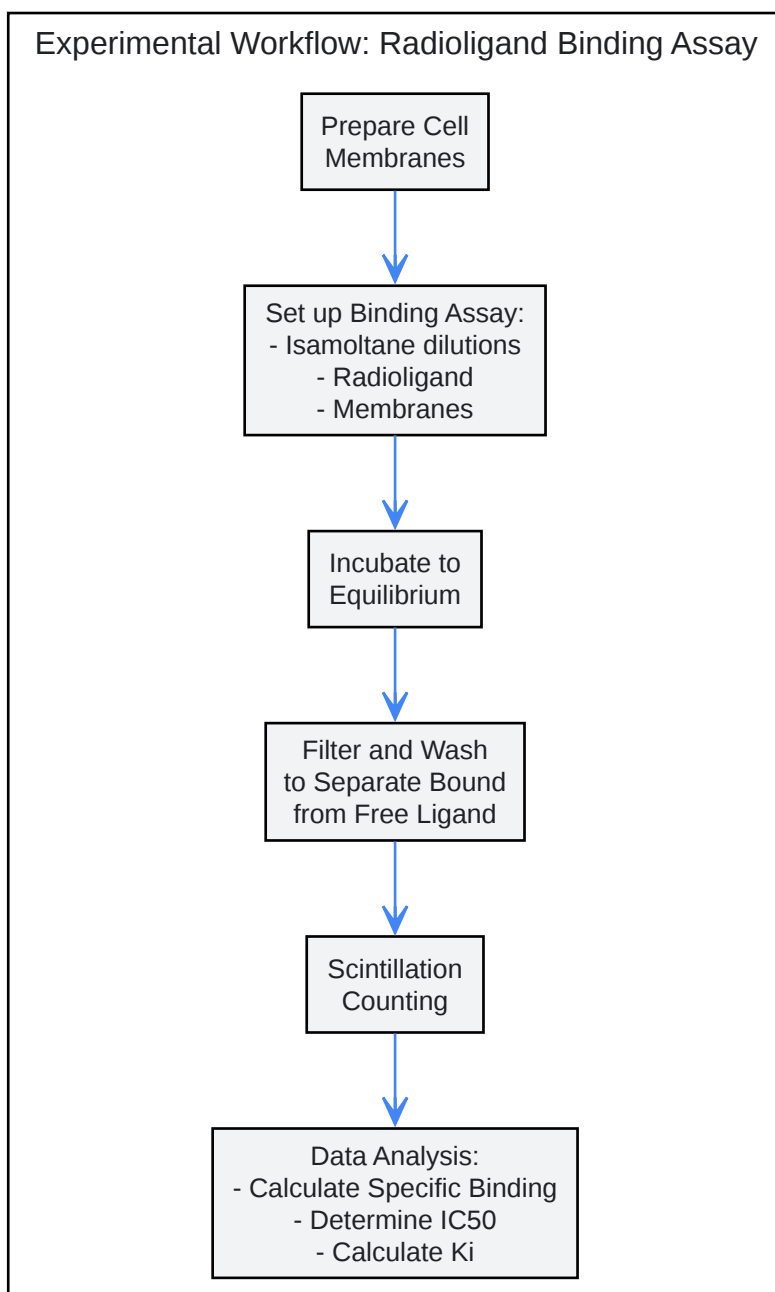 Experimental Workflow: Radioligand Binding Assay
Prepare Cell
Membranes
Set up Binding Assay:
- Isamoltane dilutions
- Radioligand
- Membranes
Incubate to
Equilibrium
Filter and Wash
to Separate Bound
from Free Ligand
Scintillation
Counting
Data Analysis:
- Calculate Specific Binding
- Determine IC50
- Calculate Ki